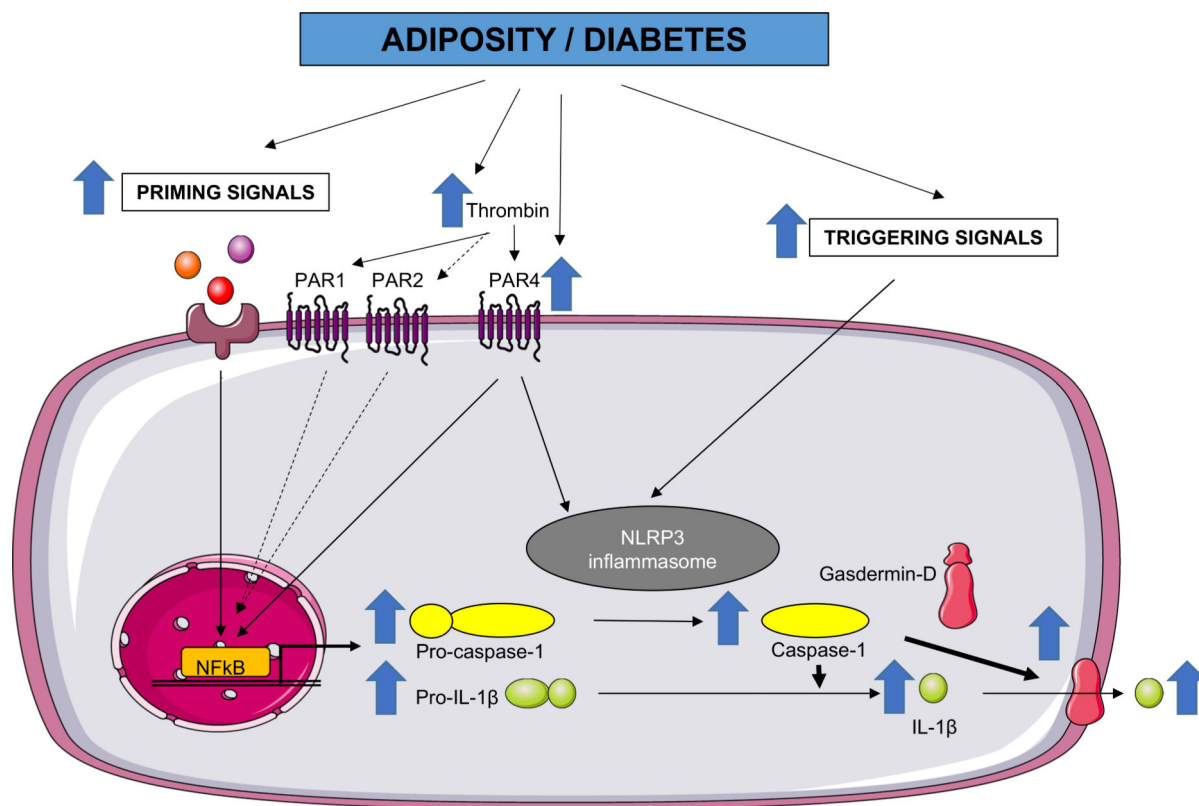 ADIPOSITY / DIABETES
PRIMING SIGNALS
Thrombin
TRIGGERING SIGNALS
PAR1
PAR2
PAR4
NLRP3
inflammasome
Gasdermin-D
NFkB
Pro-caspase-1
Caspase-1
Pro-IL-1β
IL-1β